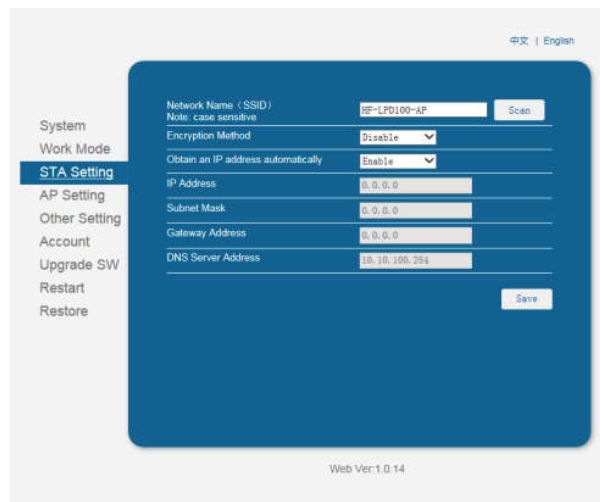 中文 | English
System
Work Mode
STA Setting
AP Setting
Other Setting
Account
Upgrade SW
Restart
Restore
Network Name（SSID）
Note: case sensitive
HF-LPD100-AP
Scan
Encryption Method
Disable
Obtain an IP address automatically
Enable
IP Address
0.0.0.0
Subnet Mask
0.0.0.0
Gateway Address
0.0.0.0
DNS Server Address
10.10.100.254
Save
Web Ver:1.0.14